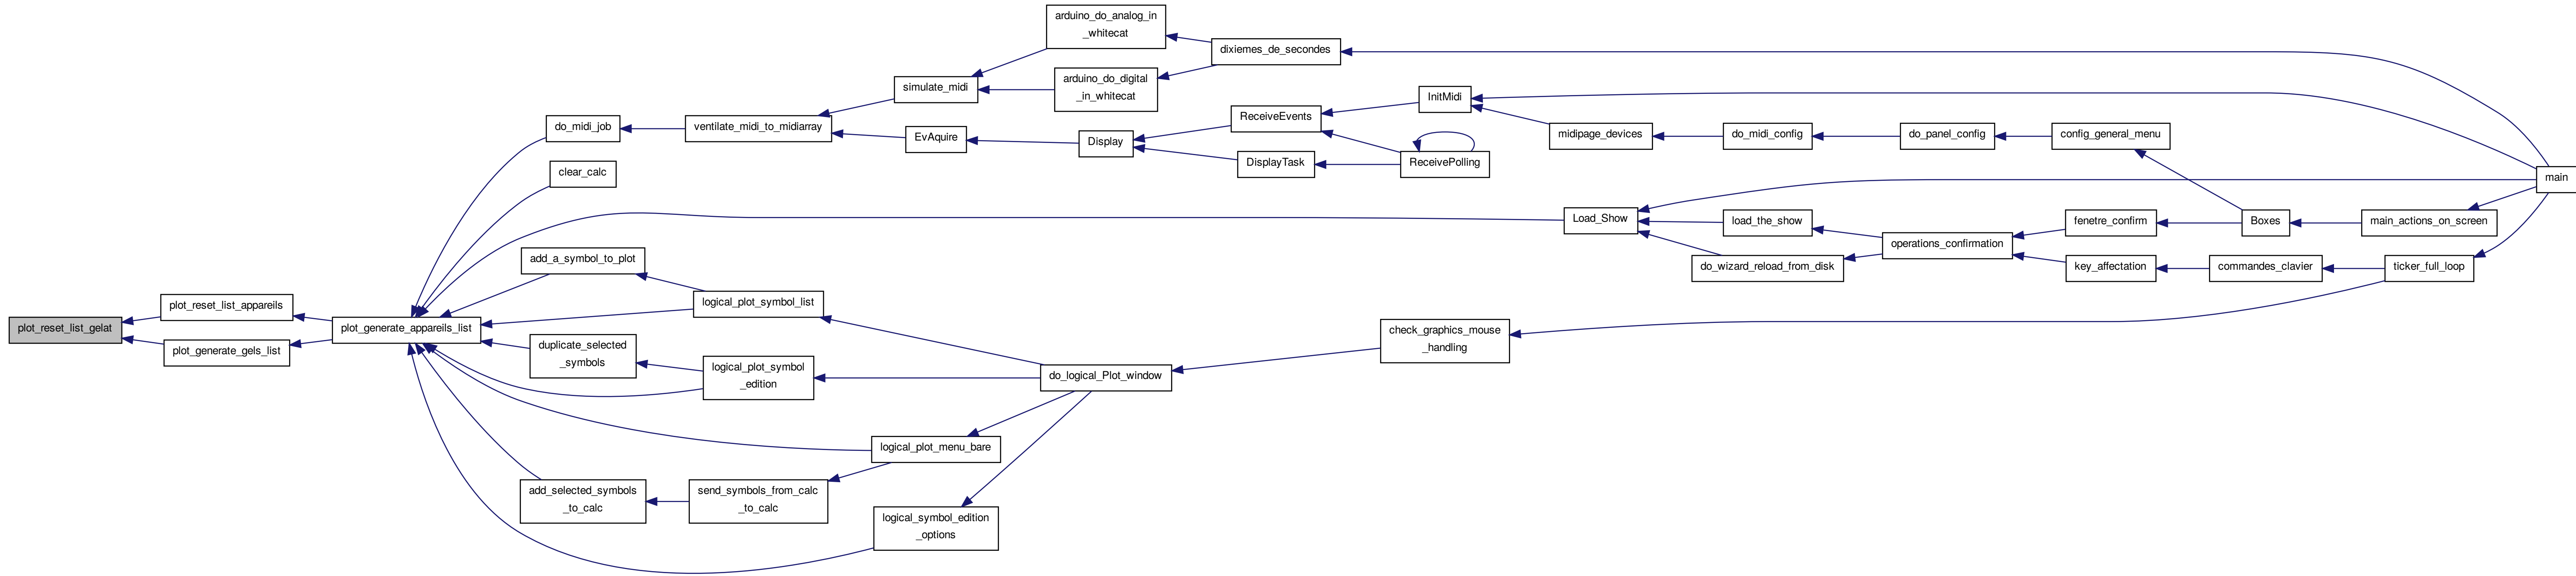 arduino_do_analog_in
_whitecat
dixiemes_de_secondes
arduino_do_digital
_in_whitecat
simulate_midi
InitMidi
ReceiveEvents
do_midi_job
ventilate_midi_to_midiarray
EvAquire
Display
DisplayTask
ReceivePolling
midipage_devices
do_midi_config
do_panel_config
config_general_menu
clear_calc
main
Load_Show
load_the_show
fenetre_confirm
Boxes
main_actions_on_screen
operations_confirmation
add_a_symbol_to_plot
do_wizard_reload_from_disk
key_affectation
commandes_clavier
ticker_full_loop
plot_reset_list_appareils
logical_plot_symbol_list
plot_reset_list_gelat
plot_generate_appareils_list
plot_generate_gels_list
duplicate_selected
_symbols
check_graphics_mouse
_handling
logical_plot_symbol
_edition
do_logical_Plot_window
logical_plot_menu_bare
add_selected_symbols
_to_calc
send_symbols_from_calc
_to_calc
logical_symbol_edition
_options